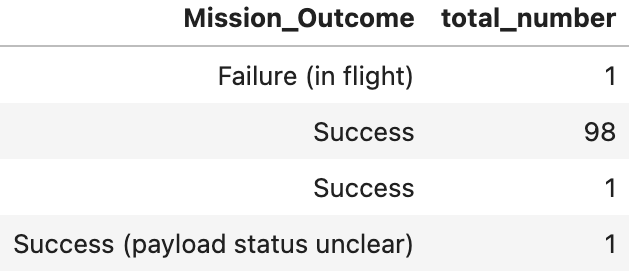 Mission_Outcome total_number
Failure (in flight) 1
Success 98
Success 1
Success (payload status unclear) 1